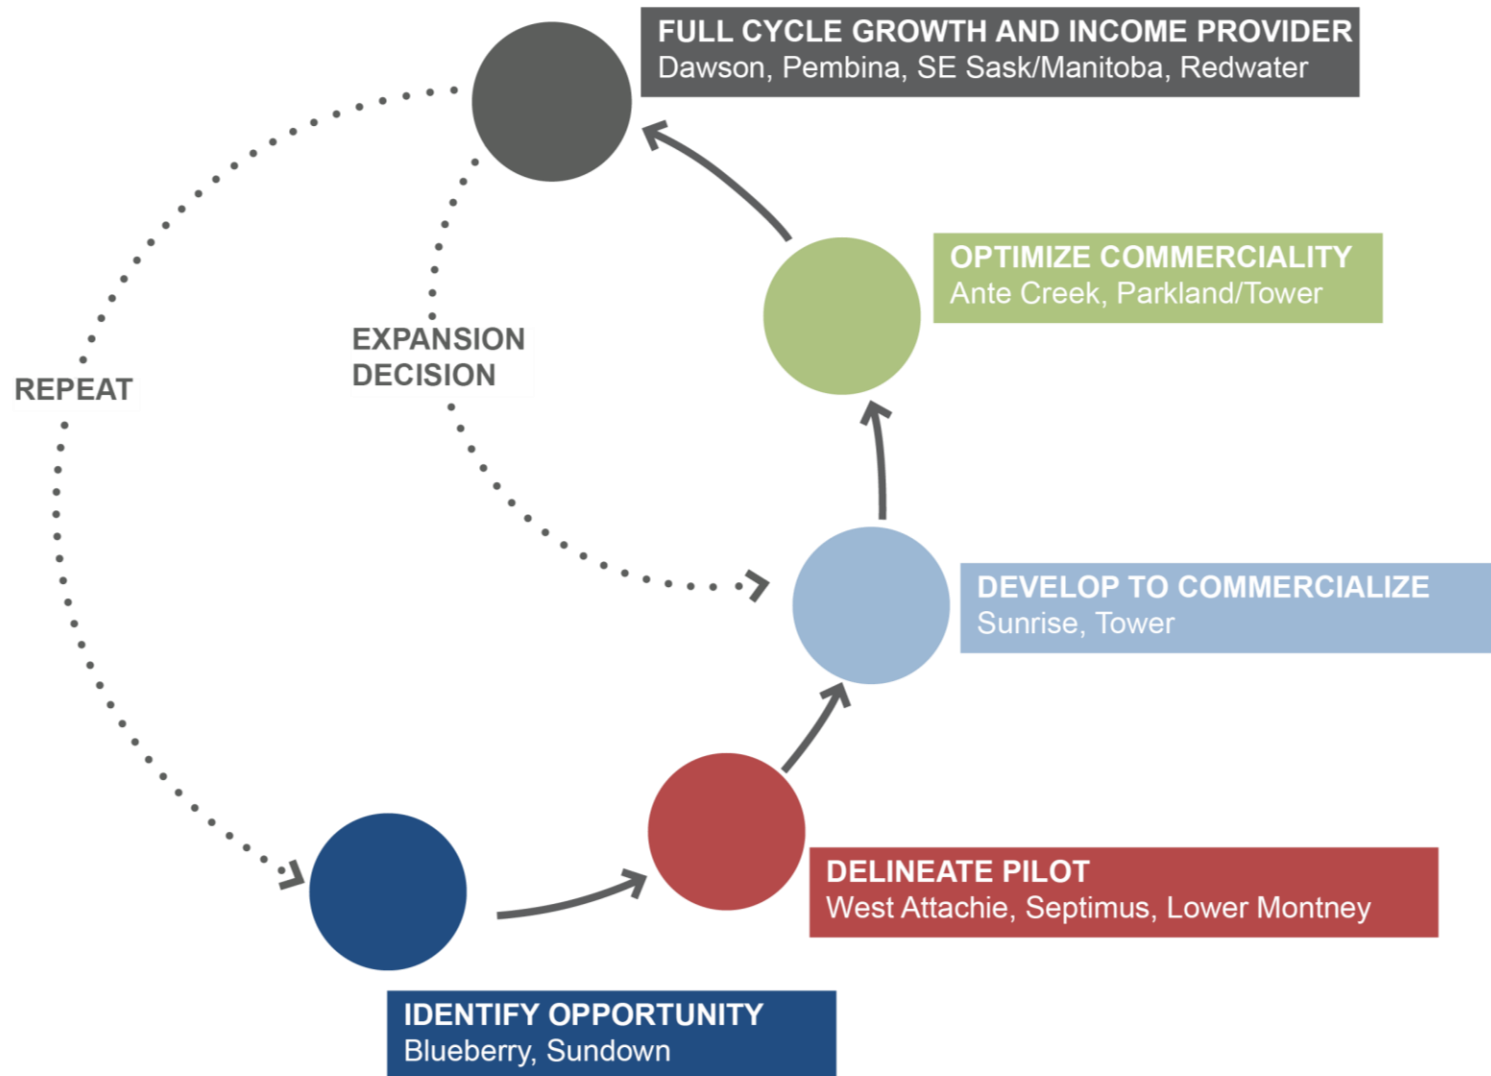 FULL CYCLE GROWTH AND INCOME PROVIDER
Dawson, Pembina, SE Sask/Manitoba, Redwater
OPTIMIZE COMMERCIALITY
Ante Creek, Parkland/Tower
EXPANSION
DECISION
REPEAT
DEVELOP TO COMMERCIALIZE
Sunrise, Tower
DELINEATE PILOT
West Attachie, Septimus, Lower Montney
IDENTIFY OPPORTUNITY
Blueberry, Sundown